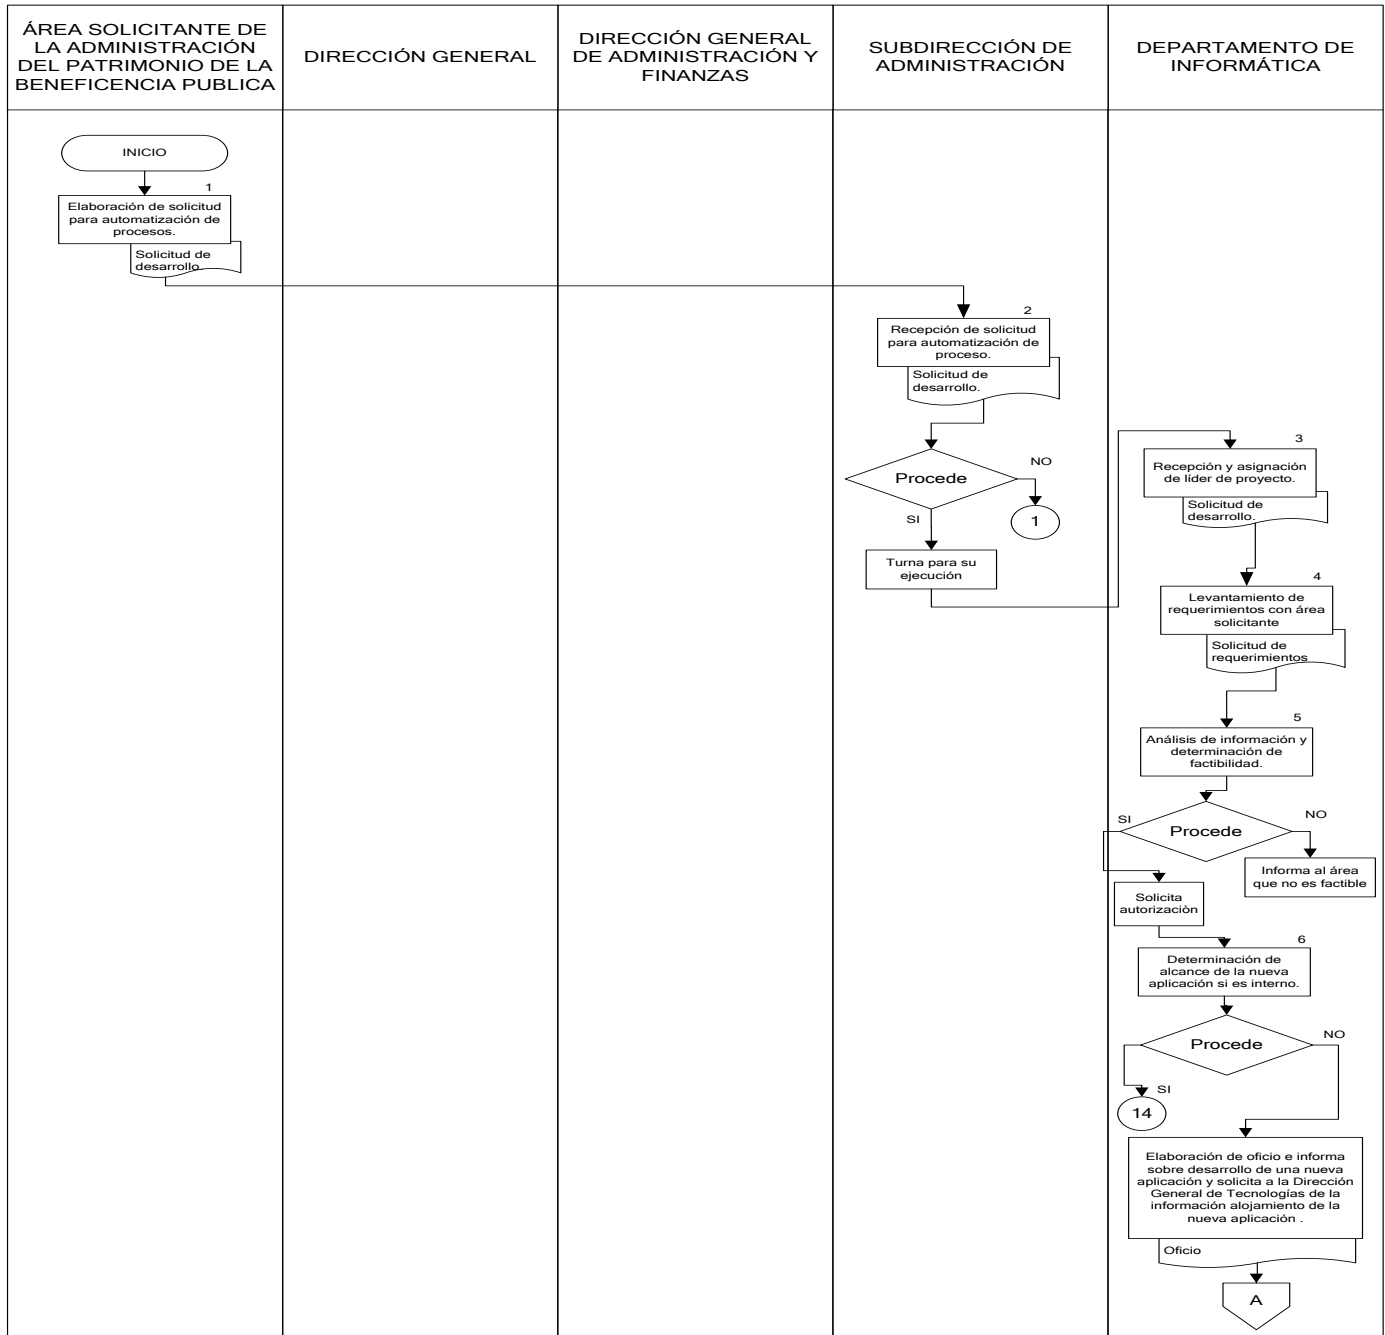 ÁREA SOLICITANTE DE
LA ADMINISTRACIÓN
DEL PATRIMONIO DE LA
BENEFICENCIA PUBLICA
DIRECCIÓN GENERAL
DIRECCIÓN GENERAL
DE ADMINISTRACIÓN Y
FINANZAS
SUBDIRECCIÓN DE
ADMINISTRACIÓN
DEPARTAMENTO DE
INFORMÁTICA
INICIO
1
Elaboración de solicitud
para automatización de
procesos.
Solicitud de
desarrollo.
2
Recepción de solicitud
para automatización de
proceso.
Solicitud de
desarrollo.
Procede
NO
1
SI
Turna para su
ejecución
3
Recepción y asignación
de líder de proyecto.
Solicitud de
desarrollo.
4
Levantamiento de
requerimientos con área
solicitante
Solicitud de
requerimientos
5
Análisis de información y
determinación de
factibilidad.
SI
Procede
NO
Informa al área
que no es factible
Solicita
autorizaciòn
6
Determinación de
alcance de la nueva
aplicación si es interno.
Procede
NO
SI
14
Elaboración de oficio e informa
sobre desarrollo de una nueva
aplicación y solicita a la Dirección
General de Tecnologías de la
información alojamiento de la
nueva aplicación .
Oficio
A